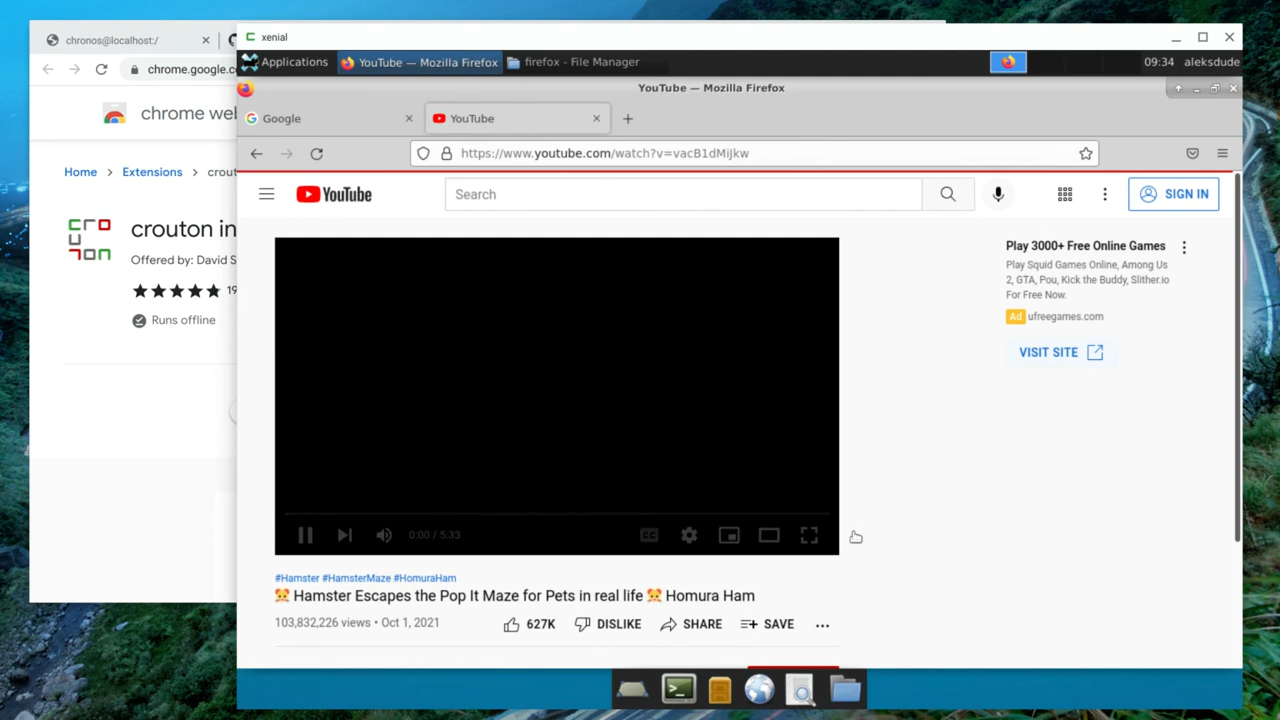 chronos@localhost:/
chrome.google.c
chrome wel
Home
Extensions
crout
crouton in
Offered by: David S
19
Runs offline
xenial
Applications
YouTube — Mozilla Firefox
firefox - File Manager
09:34
aleksdude
YouTube — Mozilla Firefox
Google
YouTube
https://www.youtube.com/watch?v=vacB1dMiJkw
YouTube
Search
SIGN IN
Play 3000+ Free Online Games
Play Squid Games Online, Among Us
2, GTA, Pou, Kick the Buddy, Slither.io
For Free Now.
Ad ufreegames.com
VISIT SITE
0:00 / 5:33
CC
#Hamster #HamsterMaze #HomuraHam
🐹 Hamster Escapes the Pop It Maze for Pets in real life 🐹 Homura Ham
103,832,226 views • Oct 1, 2021
627K
DISLIKE
SHARE
SAVE